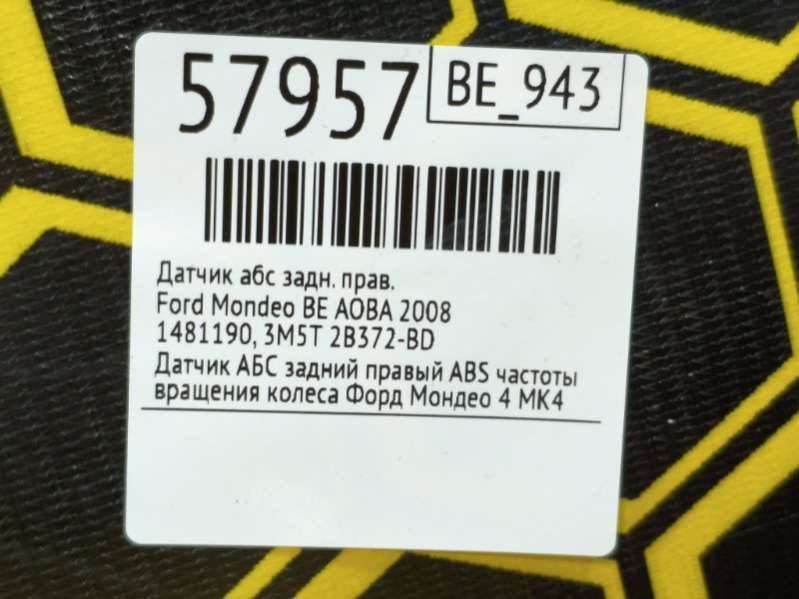 57957
BE_943
Датчик абс задн. прав.
Ford Mondeo BE AOBA 2008
1481190, 3M5T 2B372-BD
Датчик АБС задний правый ABS частоты
вращения колеса Форд Мондео 4 МК4